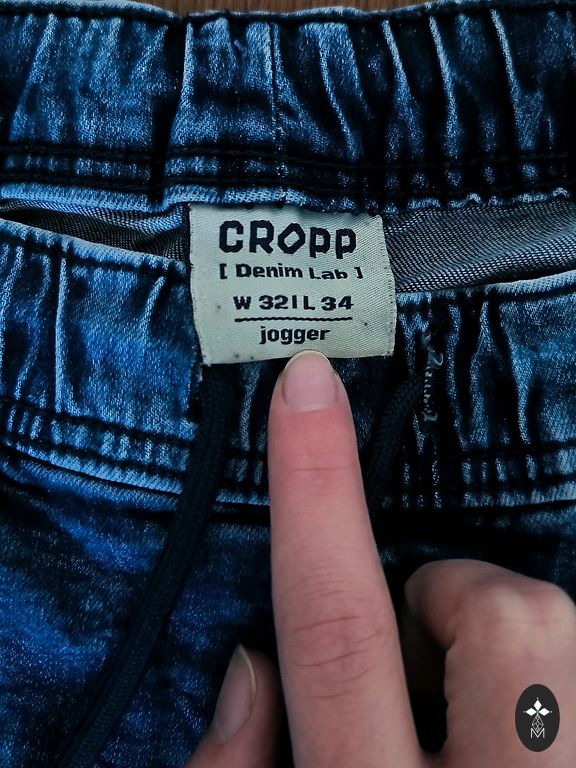 CROPP
[ Denim Lab ]
W 32 | L 34
jogger